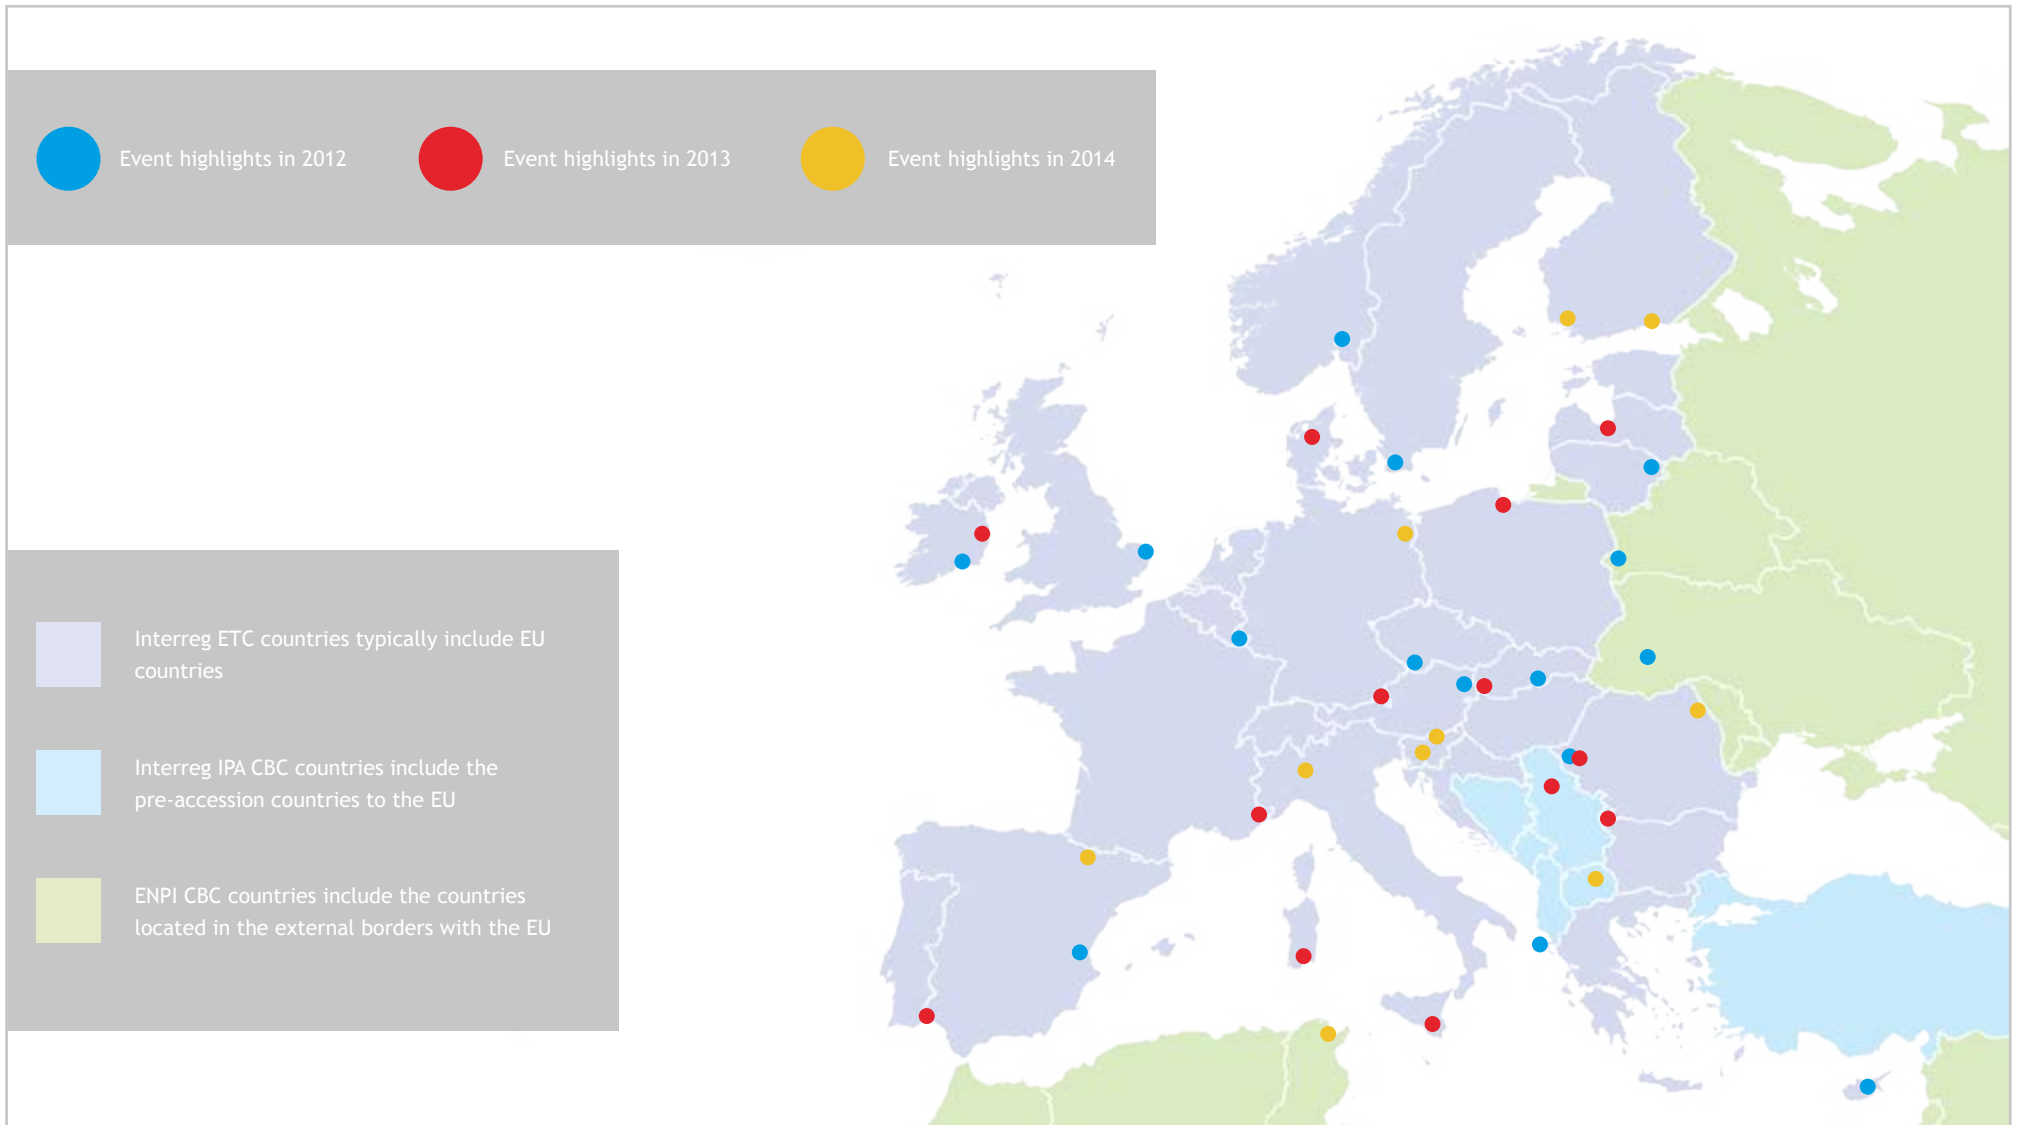 Event highlights in 2012
Event highlights in 2013
Event highlights in 2014
Interreg ETC countries typically include EU
countries
Interreg IPA CBC countries include the
pre-accession countries to the EU
ENPI CBC countries include the countries
located in the external borders with the EU